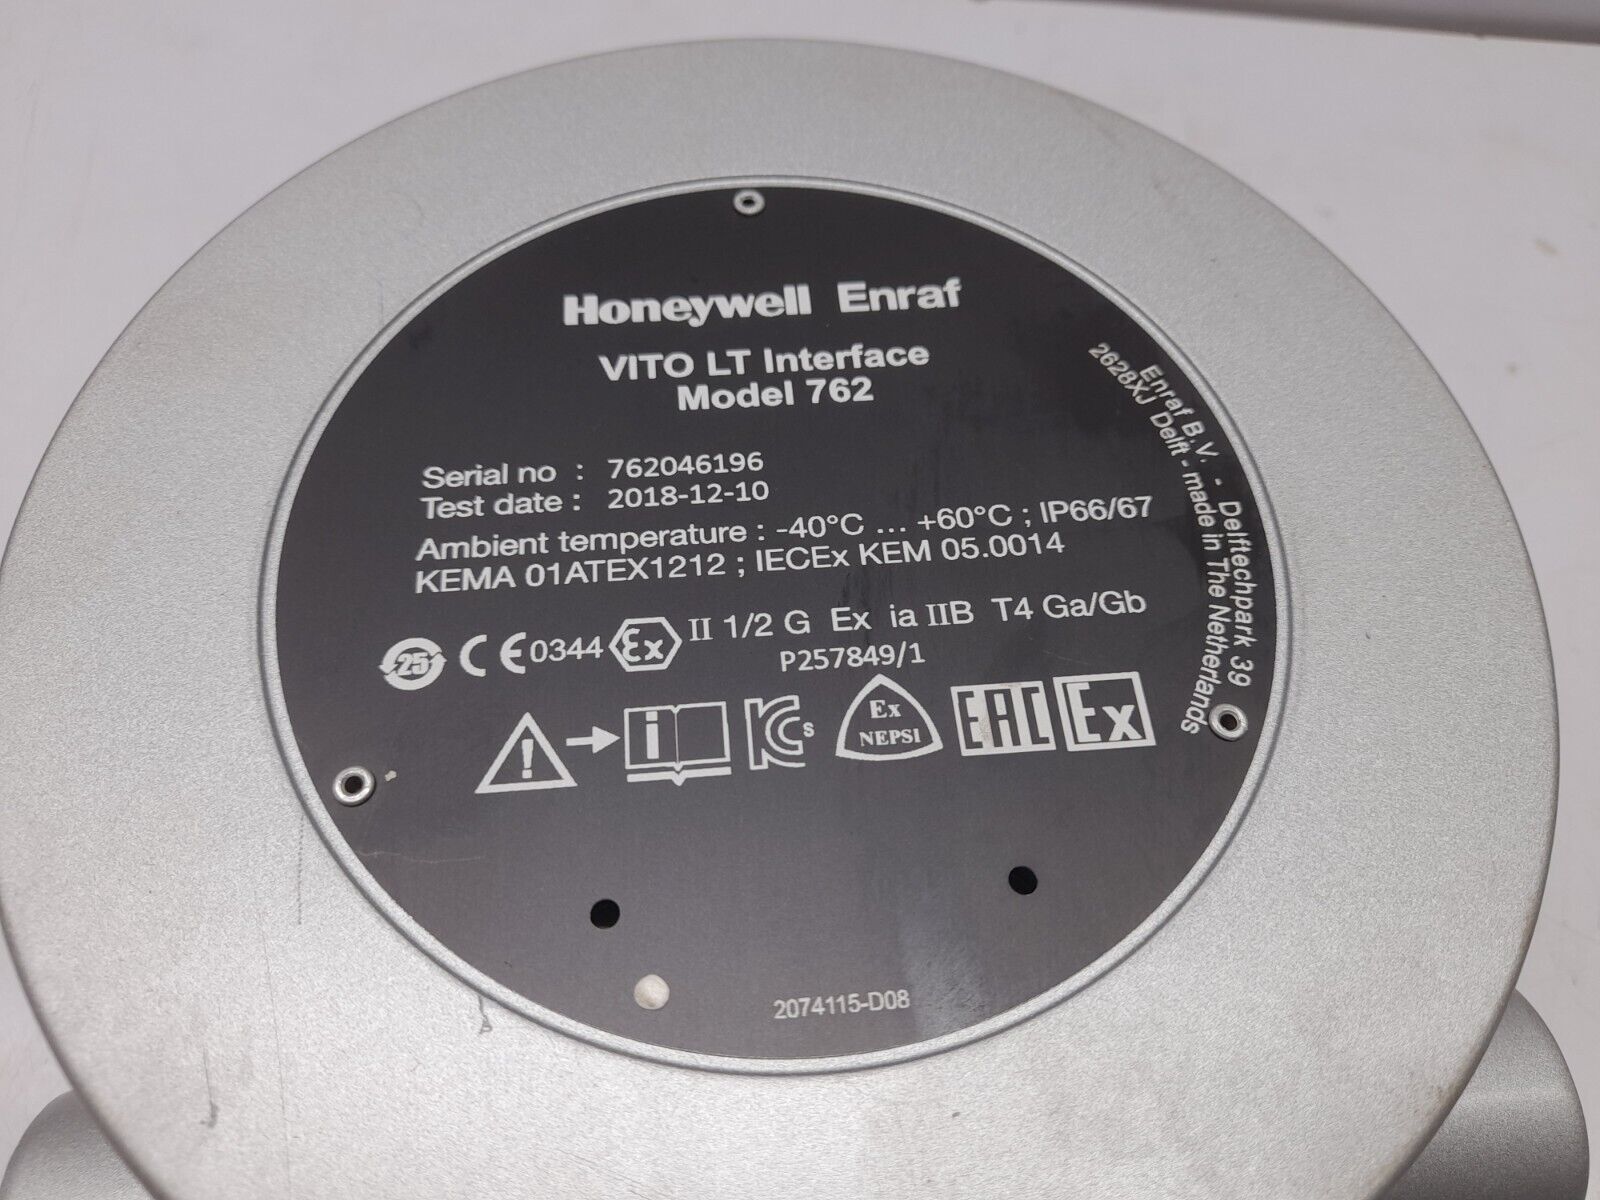 Honeywell Enraf
VITO LT Interface
Model 762
Serial no : 762046196
Test date : 2018-12-10
Ambient temperature : -40°C ... +60°C ; IP66/67
KEMA 01ATEX1212 ; IECEx KEM 05.0014
25 CE 0344 Ex II 1/2 G Ex ia IIB T4 Ga/Gb
P257849/1
! i KCs Ex NEPSI EAC Ex
2074115-D08
Enraf B.V. - Delftechpark 39
2628XJ Delft - made in The Netherlands